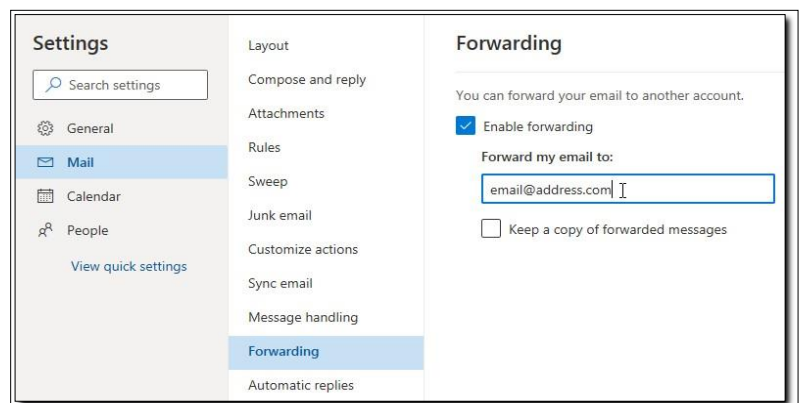 Settings
Search settings
General
Mail
Calendar
People
View quick settings
Layout
Compose and reply
Attachments
Rules
Sweep
Junk email
Customize actions
Sync email
Message handling
Forwarding
Automatic replies
Forwarding
You can forward your email to another account.
Enable forwarding
Forward my email to:
email@address.com
Keep a copy of forwarded messages